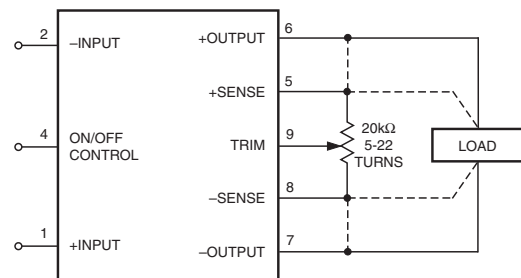 2
–INPUT
4
ON/OFF
CONTROL
1
+INPUT
+OUTPUT
6
+SENSE
5
TRIM
9
20kΩ
5-22
TURNS
–SENSE
8
–OUTPUT
7
LOAD